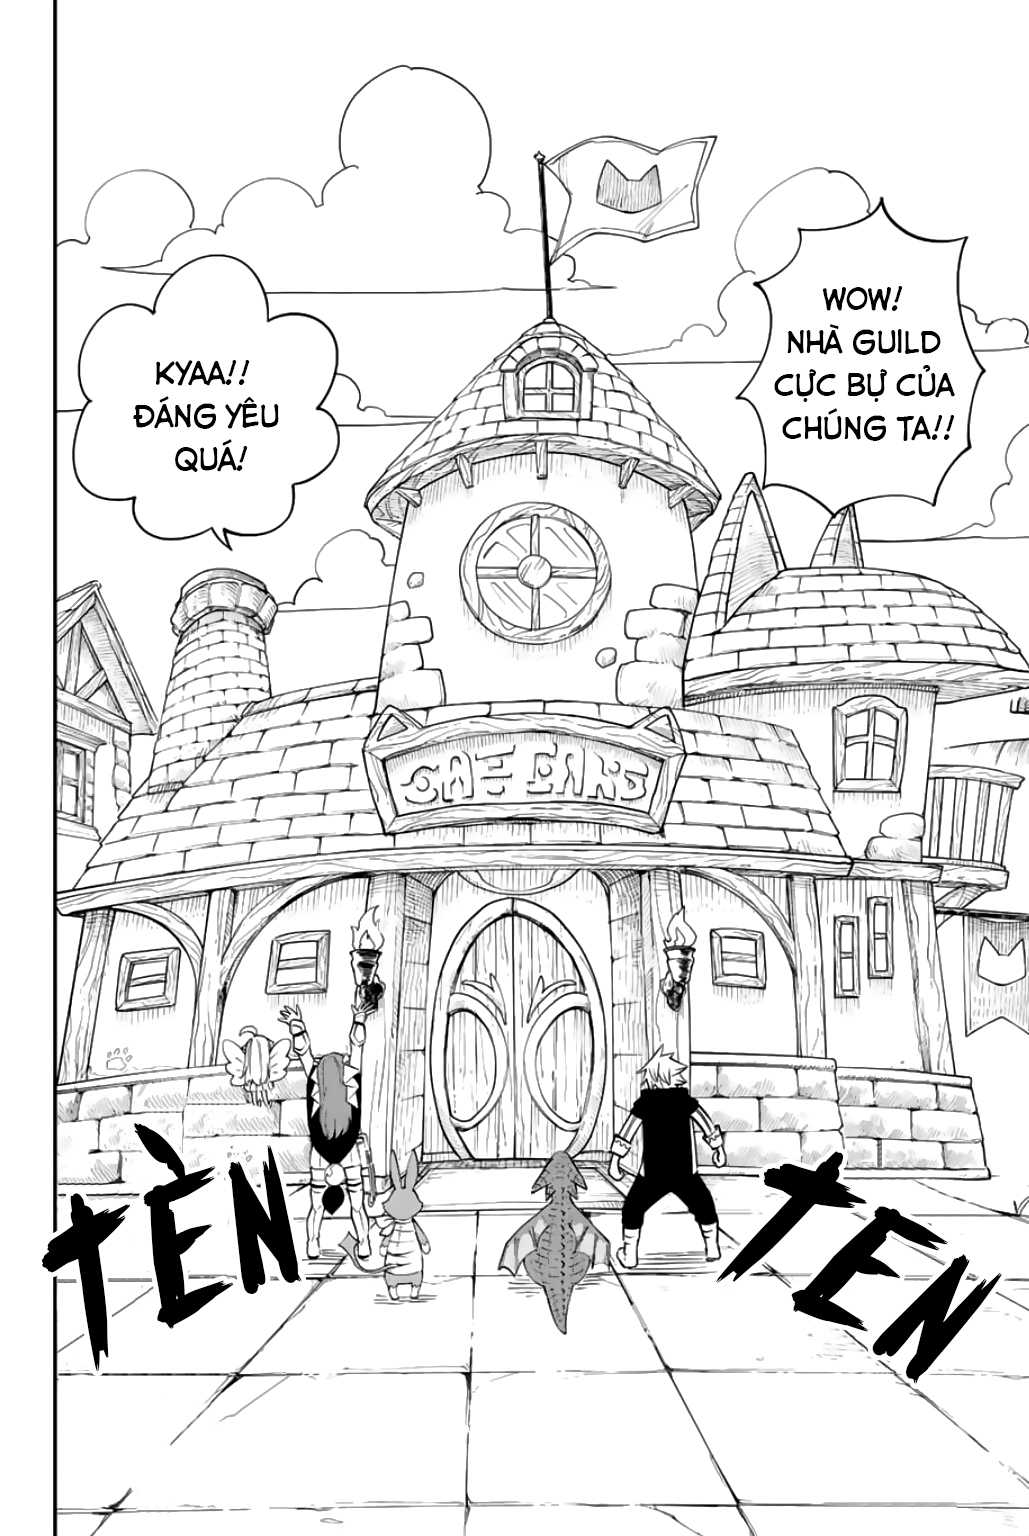 WOW!
NHÀ GUILD
CỰC BỰ CỦA
CHÚNG TA!!
KYAA!!
ĐÁNG YÊU
QUÁ!
TÈN
TEN